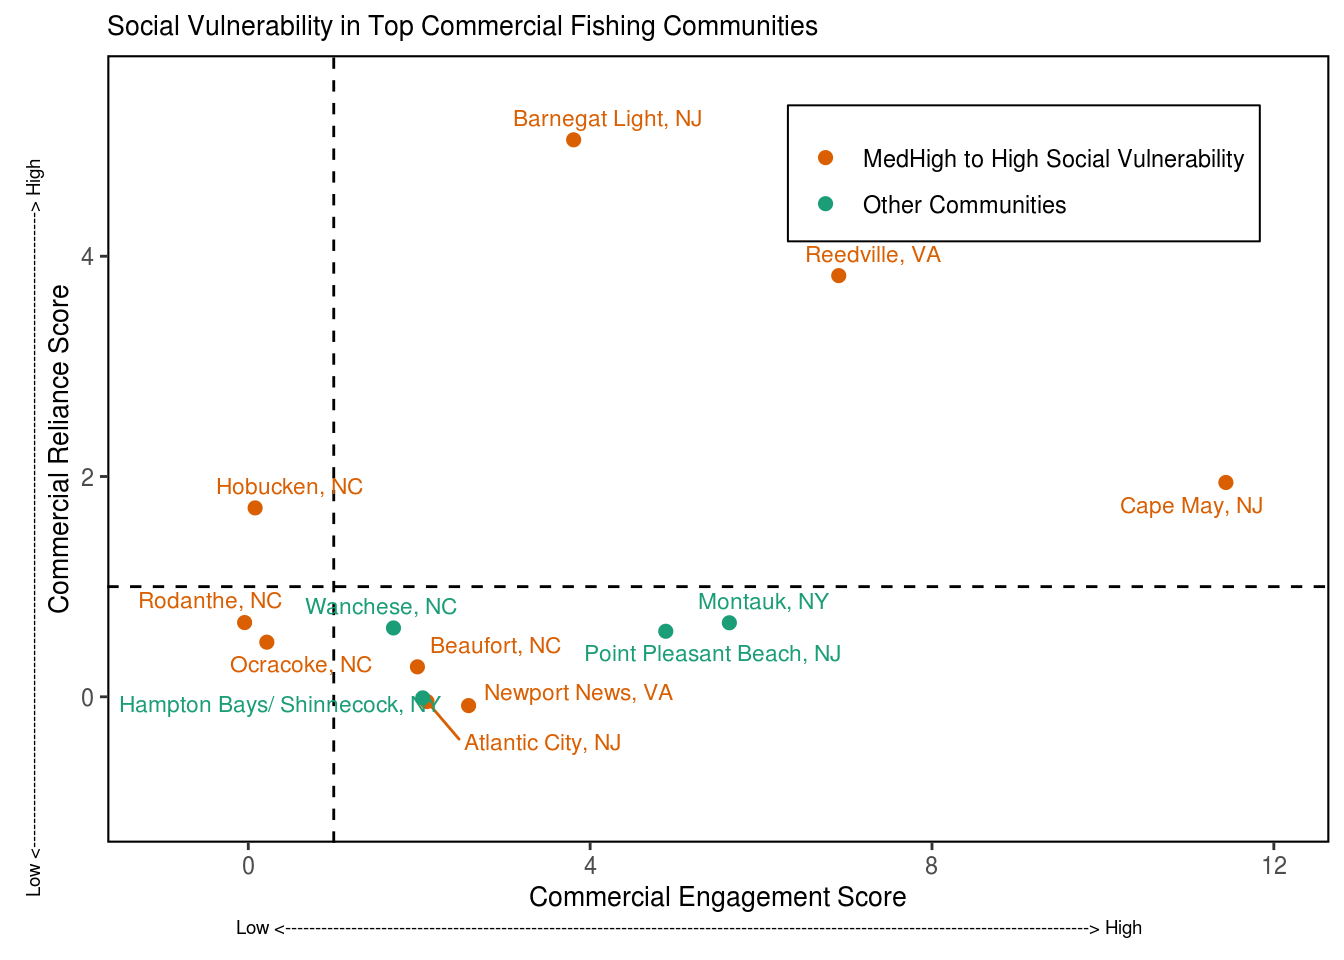 Social Vulnerability in Top Commercial Fishing Communities
Barnegat Light, NJ
MedHigh to High Social Vulnerability
Other Communities
Reedville, VA
Hobucken, NC
Cape May, NJ
Rodanthe, NC
Wanchese, NC
Montauk, NY
Ocracoke, NC
Beaufort, NC
Point Pleasant Beach, NJ
Hampton Bays/ Shinnecock, NY
Newport News, VA
Atlantic City, NJ
4
2
0
0
4
8
12
Commercial Reliance Score
Low <-----------------------------------------------------------------------------------------> High
Commercial Engagement Score
Low <--------------------------------------------------------------------------------------------------------------------------------------> High